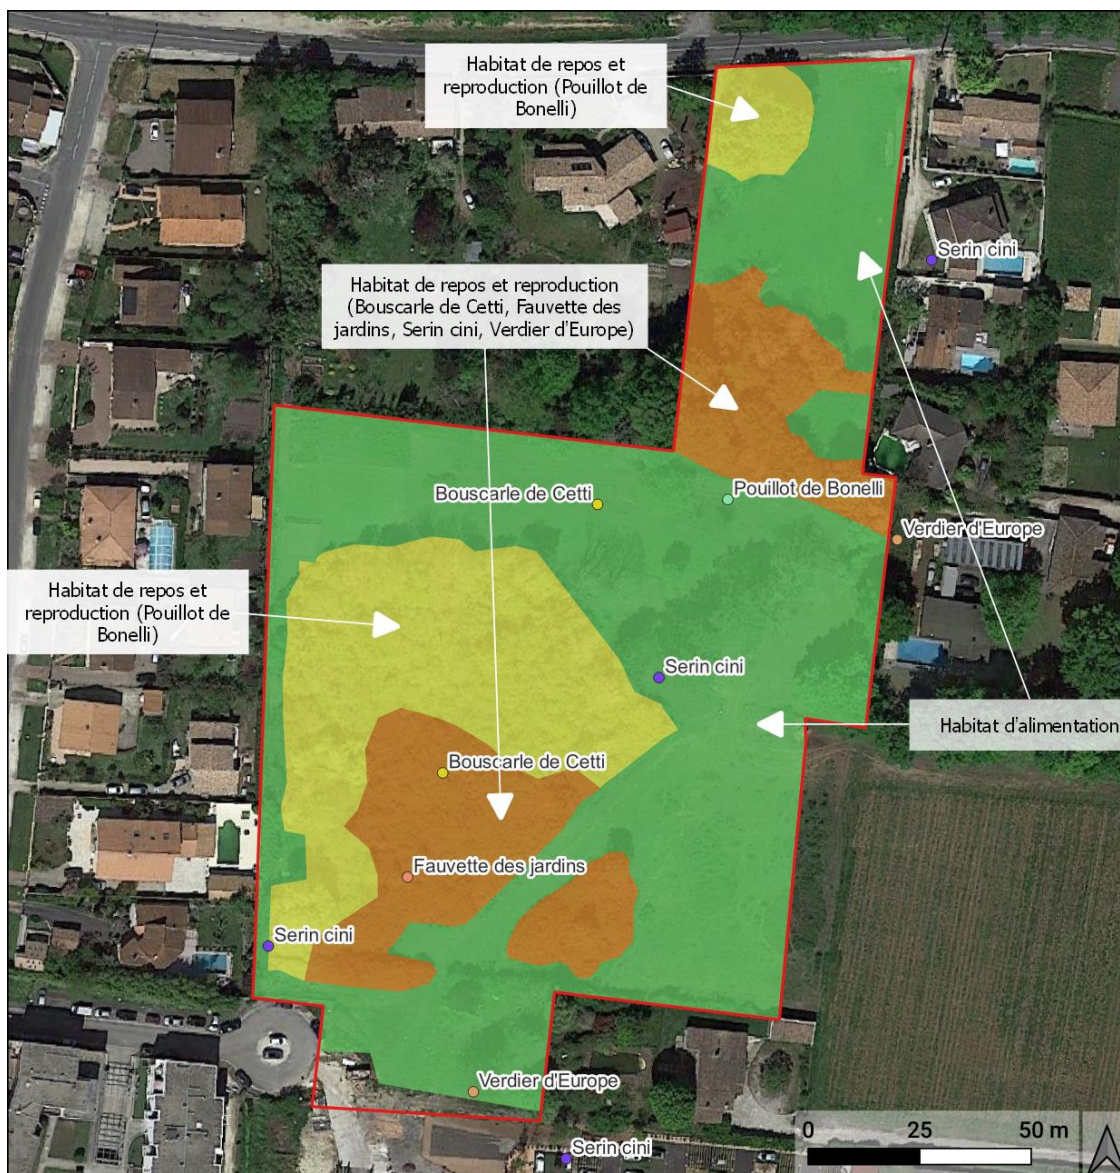 Habitat de repos et
reproduction (Pouillot de
Bonelli)
Serin cini
Habitat de repos et reproduction
(Bouscarle de Cetti, Fauvette des
jardins, Serin cini, Verdier d'Europe)
Bouscarle de Cetti
Pouillot de Bonelli
Verdier d'Europe
Habitat de repos et
reproduction (Pouillot de
Bonelli)
Serin cini
Habitat d'alimentation
Bouscarle de Cetti
Fauvette des jardins
Serin cini
Verdier d'Europe
Serin cini
0 25 50 m